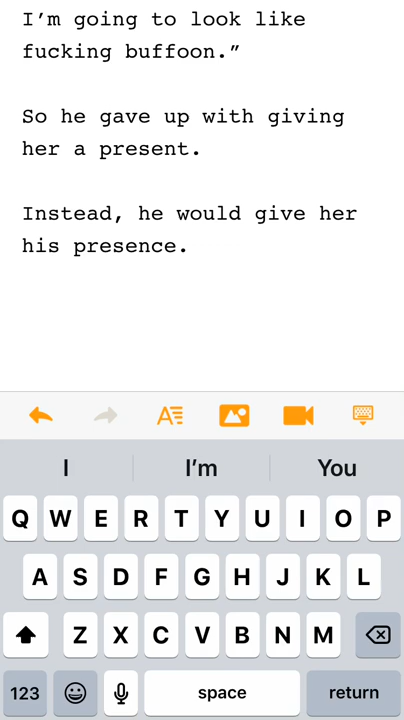 I’m going to look like
fucking buffoon.”
So he gave up with giving
her a present.
Instead, he would give her
his presence.
I
I’m
You
Q W E R T Y U I O P
A S D F G H J K L
Z X C V B N M
123 space return